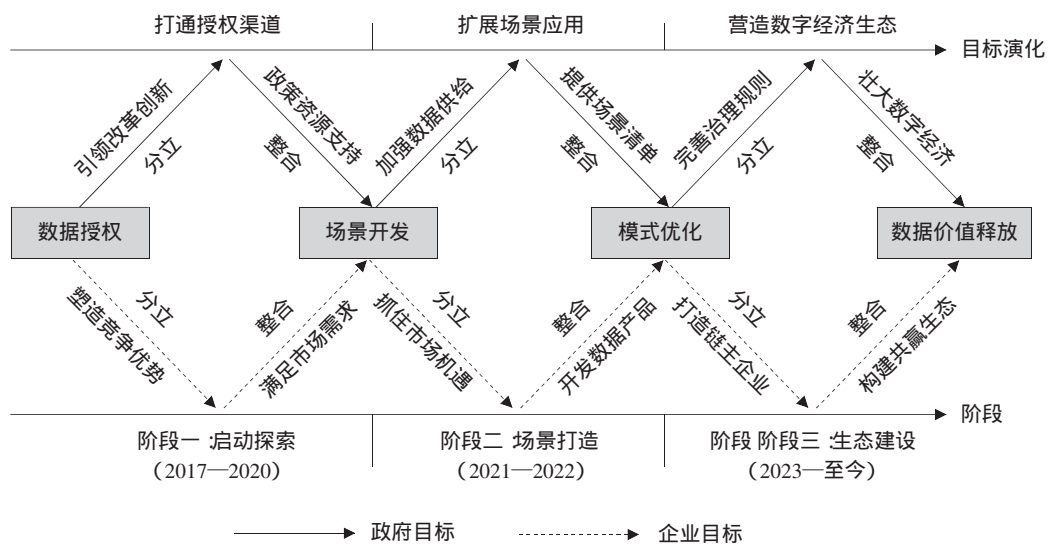 打通授权渠道
扩展场景应用
营造数字经济生态
目标演化
引领改革创新
分立
政策资源支持
整合
加强数据供给
分立
提供场景清单
整合
完善治理规则
分立
壮大数字经济
整合
数据授权
场景开发
模式优化
数据价值释放
塑造竞争优势
分立
满足市场需求
整合
抓住市场机遇
分立
开发数据产品
整合
打造链主企业
分立
构建共赢生态
整合
阶段
阶段一:启动探索
(2017—2020)
阶段二 场景打造
(2021—2022)
阶段 阶段三:生态建设
(2023—至今)
政府目标
企业目标